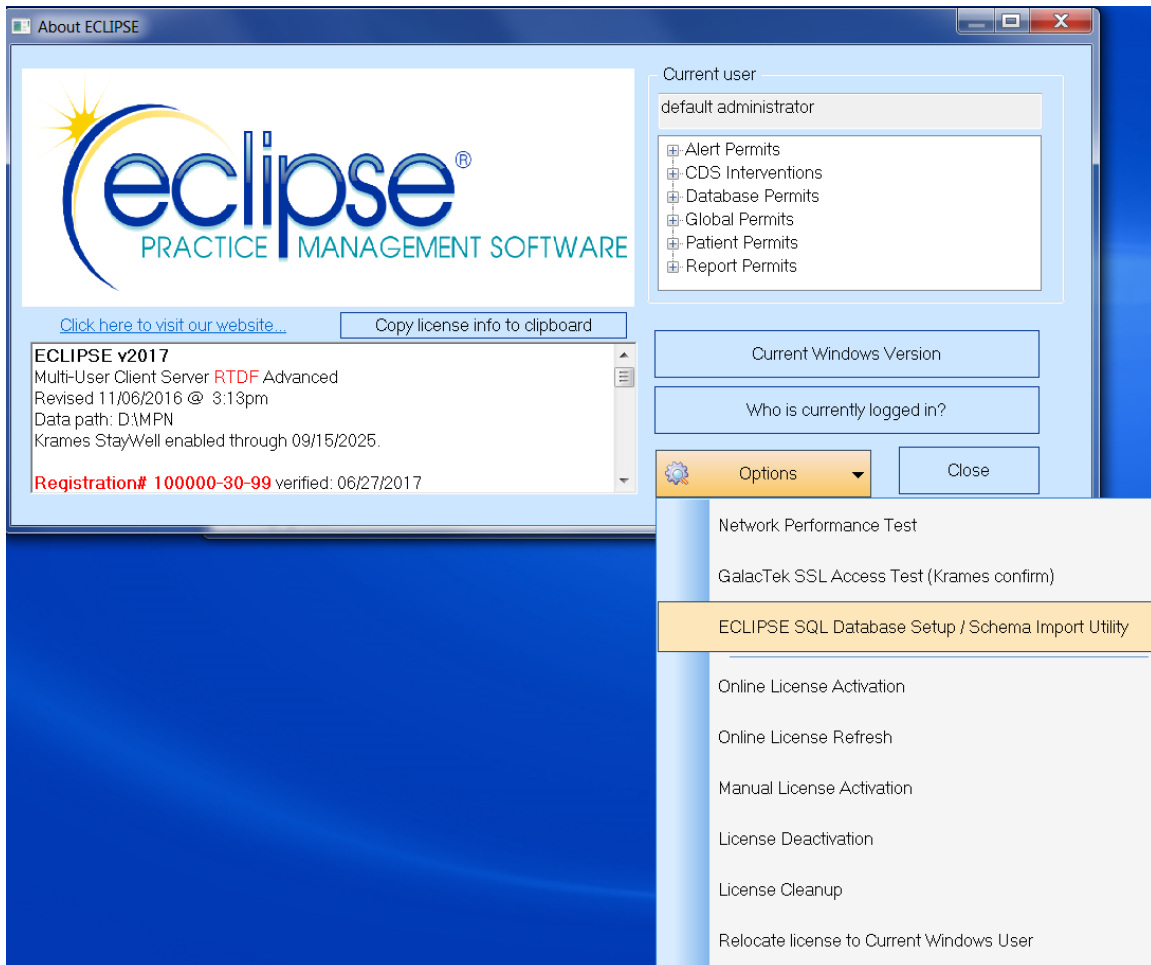 About ECLIPSE
eclipse®
PRACTICE MANAGEMENT SOFTWARE
Click here to visit our website...
Copy license info to clipboard
ECLIPSE v2017
Multi-User Client Server RTDF Advanced
Revised 11/06/2016 @ 3:13pm
Data path: D:\MPN
Krames StayWell enabled through 09/15/2025.
Registration# 100000-30-99 verified: 06/27/2017
Current user
default administrator
Alert Permits
CDS Interventions
Database Permits
Global Permits
Patient Permits
Report Permits
Current Windows Version
Who is currently logged in?
Options
Close
Network Performance Test
GalacTek SSL Access Test (Krames confirm)
ECLIPSE SQL Database Setup / Schema Import Utility
Online License Activation
Online License Refresh
Manual License Activation
License Deactivation
License Cleanup
Relocate license to Current Windows User